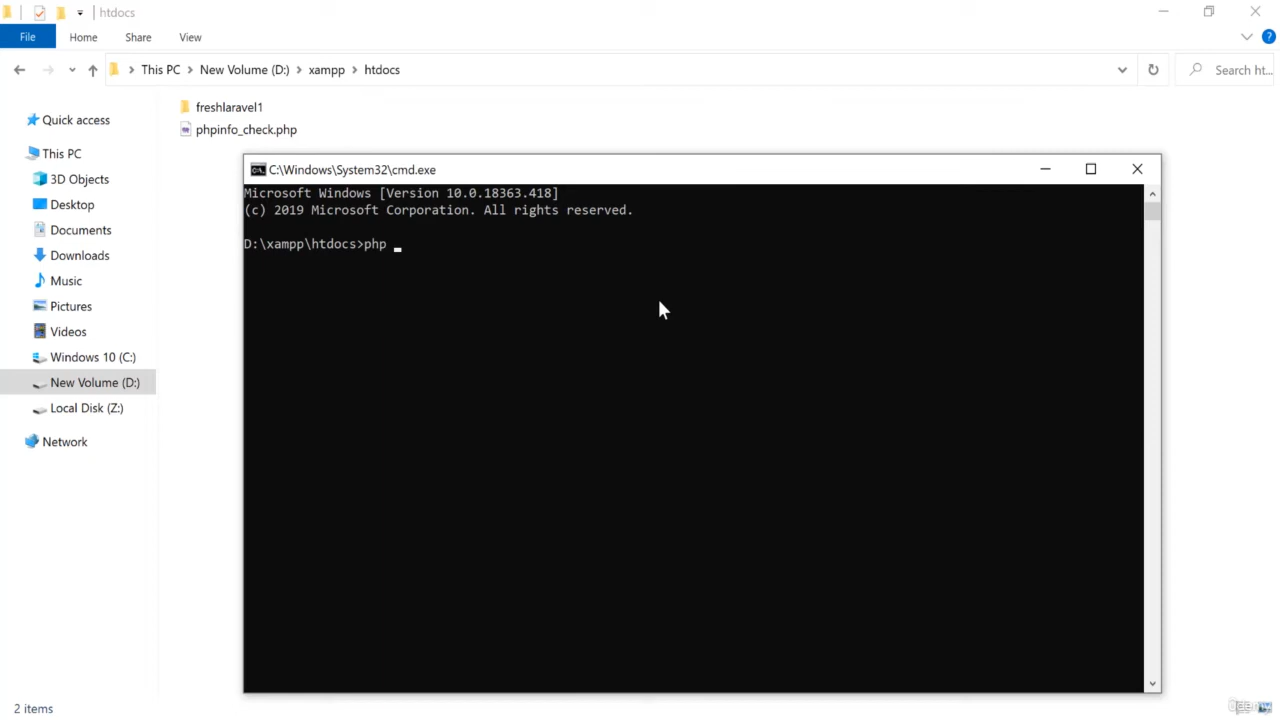 htdocs
File Home Share View
This PC New Volume (D:) xampp htdocs
Search ht...
freshlaravel1
phpinfo_check.php
Quick access
This PC
3D Objects
Desktop
Documents
Downloads
Music
Pictures
Videos
Windows 10 (C:)
New Volume (D:)
Local Disk (Z:)
Network
C:\Windows\System32\cmd.exe
Microsoft Windows [Version 10.0.18363.418]
(c) 2019 Microsoft Corporation. All rights reserved.
D:\xampp\htdocs>php _
2 items